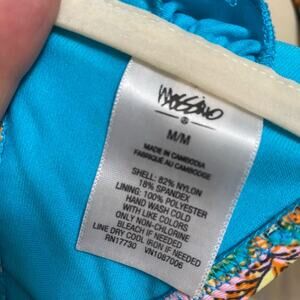 Mossimo
M/M
MADE IN CAMBODIA
FABRIQUÉ AU CAMBODGE
SHELL: 82% NYLON
18% SPANDEX
LINING: 100% POLYESTER
HAND WASH COLD
WITH LIKE COLORS
ONLY NON-CHLORINE
BLEACH IF NEEDED
LINE DRY COOL IRON IF NEEDED
RN17730 VN1087006